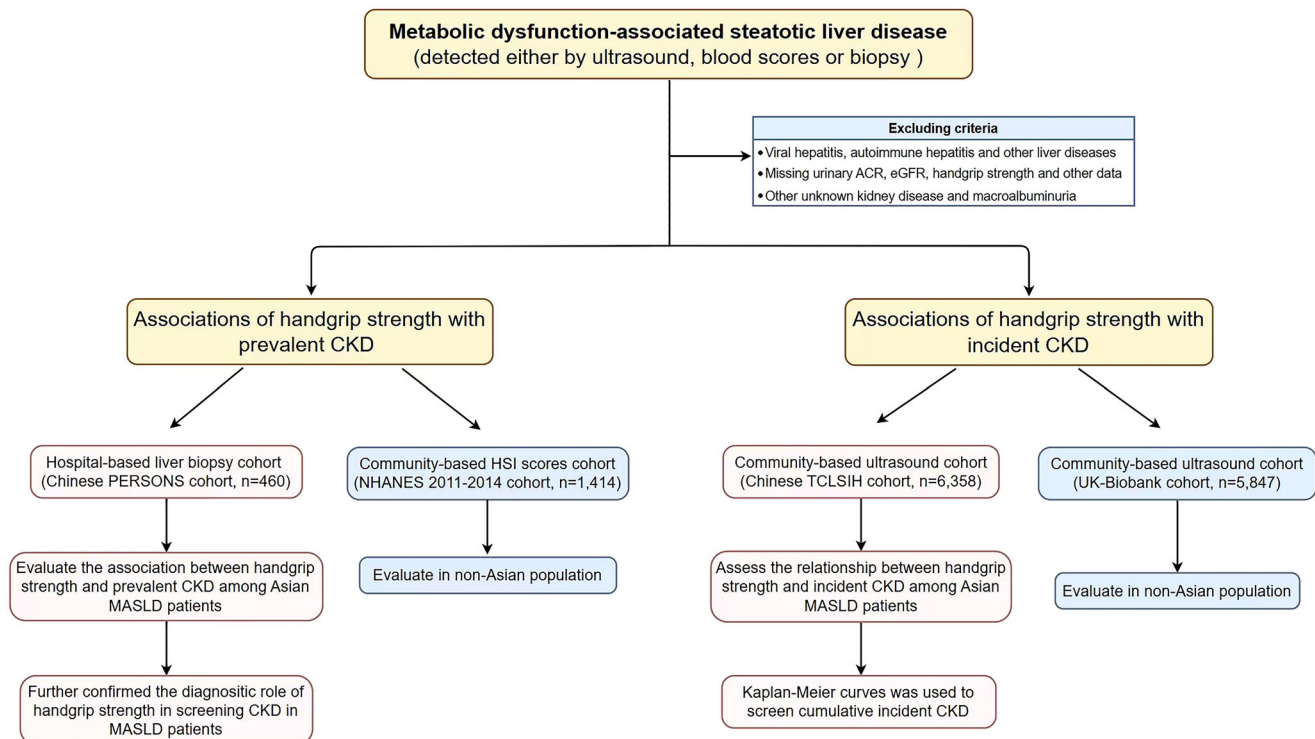 Metabolic dysfunction-associated steatotic liver disease
(detected either by ultrasound, blood scores or biopsy )
Excluding criteria
•Viral hepatitis, autoimmune hepatitis and other liver diseases
•Missing urinary ACR, eGFR, handgrip strength and other data
•Other unknown kidney disease and macroalbuminuria
Associations of handgrip strength with
prevalent CKD
Associations of handgrip strength with
incident CKD
Hospital-based liver biopsy cohort
(Chinese PERSONS cohort, n=460)
Community-based HSI scores cohort
(NHANES 2011-2014 cohort, n=1,414)
Community-based ultrasound cohort
(Chinese TCLSIH cohort, n=6,358)
Community-based ultrasound cohort
(UK-Biobank cohort, n=5,847)
Evaluate the association between handgrip
strength and prevalent CKD among Asian
MASLD patients
Evaluate in non-Asian population
Assess the relationship between handgrip
strength and incident CKD among Asian
MASLD patients
Evaluate in non-Asian population
Further confirmed the diagnositic role of
handgrip strength in screening CKD in
MASLD patients
Kaplan-Meier curves was used to
screen cumulative incident CKD